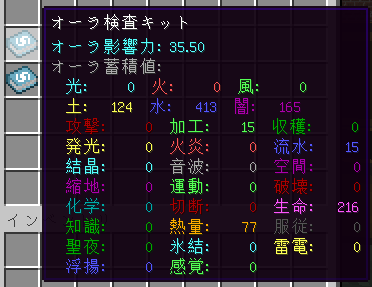 オーラ検査キット
オーラ影響力: 35.50
オーラ蓄積値:
光: 0 火: 0 風: 0
土: 124 水: 413 闇: 165
攻撃: 0 加工: 15 収穫: 0
発光: 0 火炎: 0 流水: 15
結晶: 0 音波: 0 空間: 0
縮地: 0 運動: 0 破壊: 0
化学: 0 切断: 0 生命: 216
知識: 0 熱量: 77 服従: 0
聖夜: 0 氷結: 0 雷電: 0
浮揚: 0 感覚: 0
イン